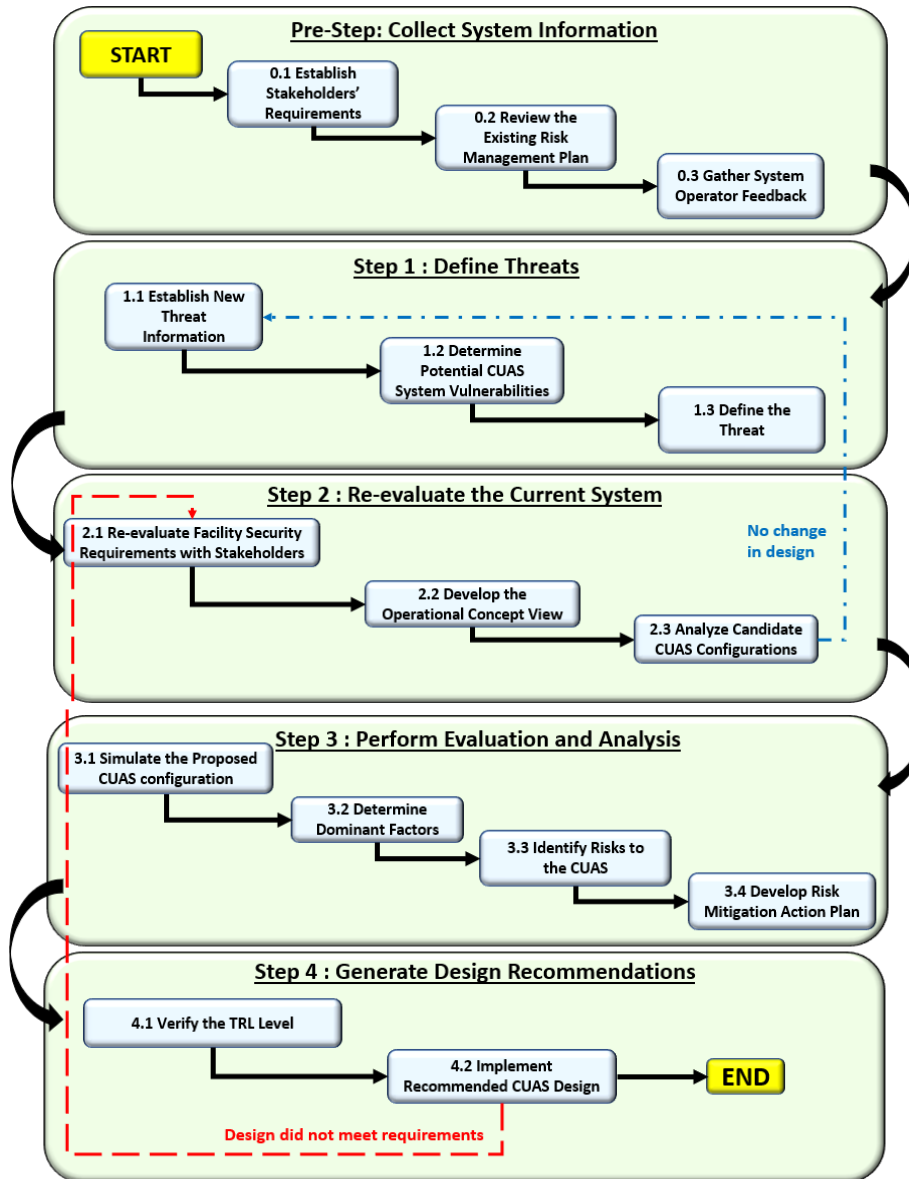 Pre-Step: Collect System Information
START
0.1 Establish
Stakeholders'
Requirements
0.2 Review the
Existing Risk
Management Plan
0.3 Gather System
Operator Feedback
Step 1 : Define Threats
1.1 Establish New
Threat
Information
1.2 Determine
Potential CUAS
System Vulnerabilities
1.3 Define the
Threat
Step 2 : Re-evaluate the Current System
2.1 Re-evaluate Facility Security
Requirements with Stakeholders
No change
in design
2.2 Develop the
Operational Concept View
2.3 Analyze Candidate
CUAS Configurations
Step 3 : Perform Evaluation and Analysis
3.1 Simulate the Proposed
CUAS configuration
3.2 Determine
Dominant Factors
3.3 Identify Risks to
the CUAS
3.4 Develop Risk
Mitigation Action Plan
Step 4 : Generate Design Recommendations
4.1 Verify the TRL Level
4.2 Implement
Recommended CUAS Design
END
Design did not meet requirements